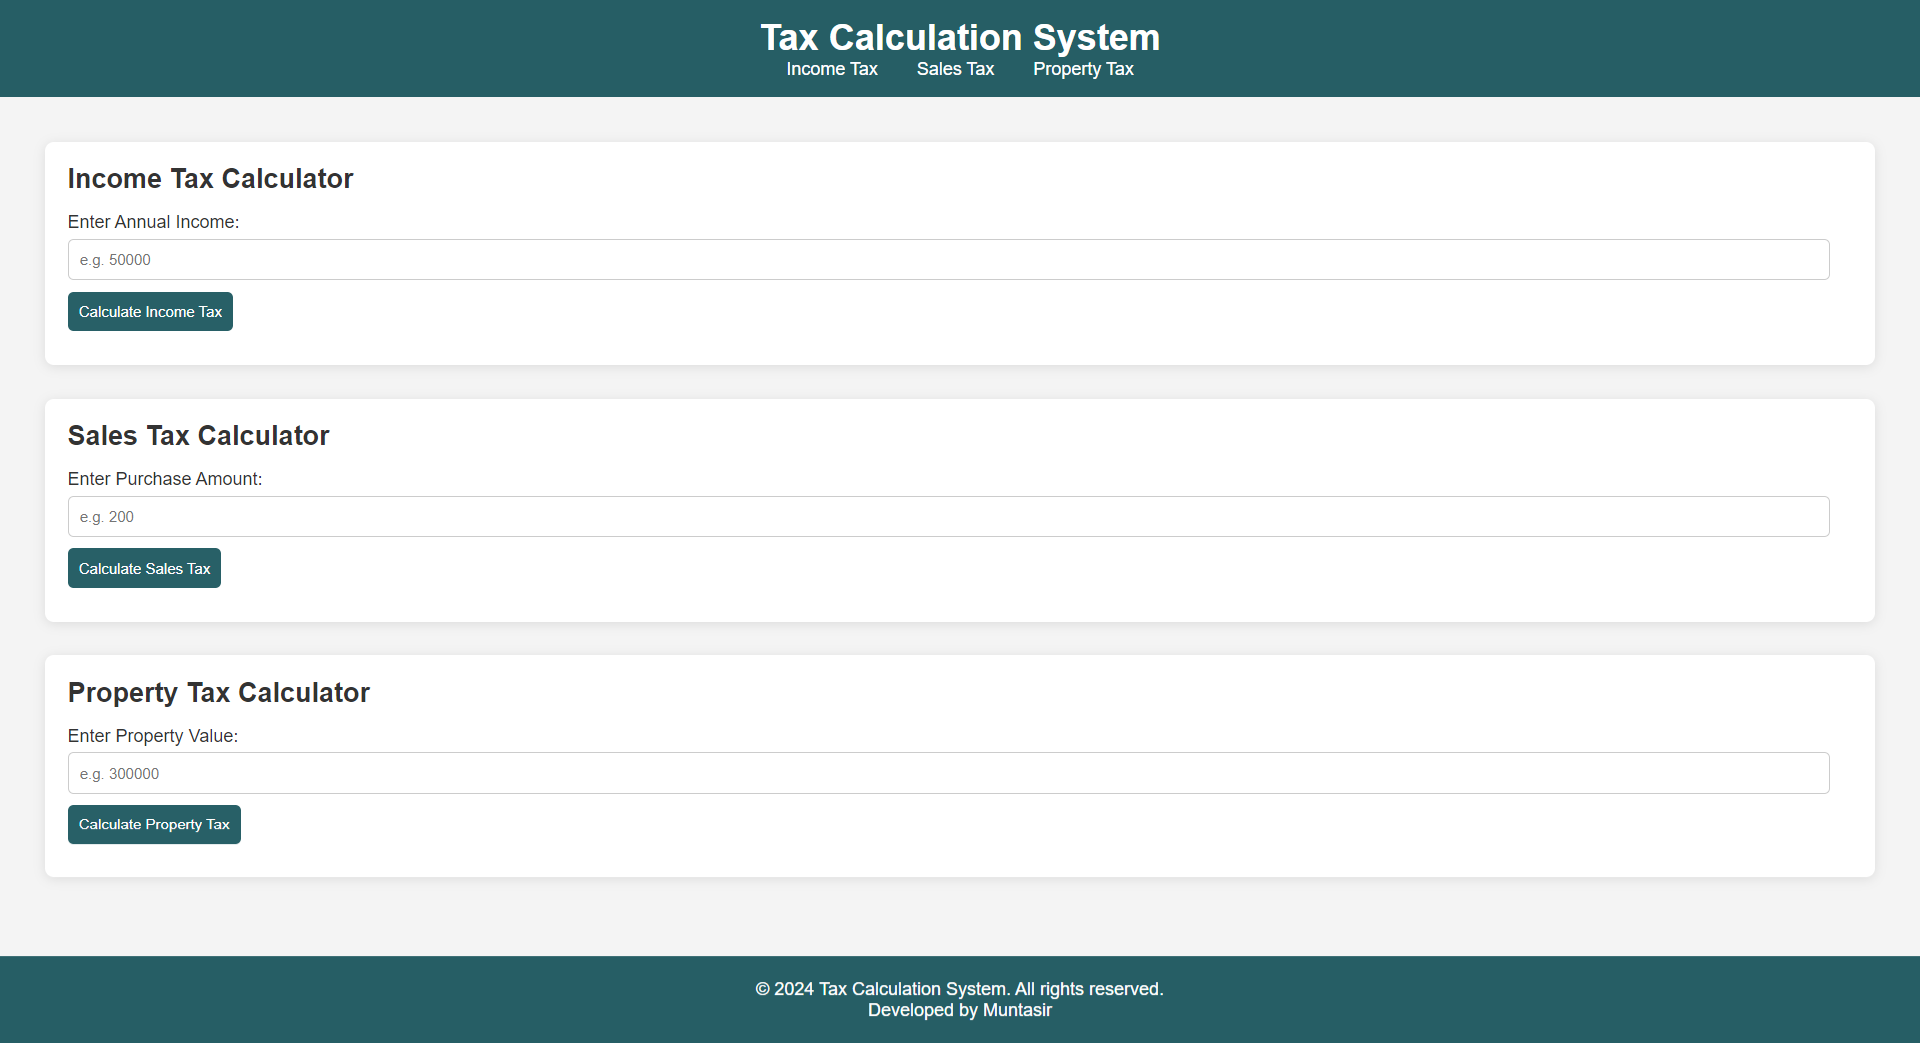 Tax Calculation System
Income Tax Sales Tax Property Tax
Income Tax Calculator
Enter Annual Income:
e.g. 50000
Calculate Income Tax
Sales Tax Calculator
Enter Purchase Amount:
e.g. 200
Calculate Sales Tax
Property Tax Calculator
Enter Property Value:
e.g. 300000
Calculate Property Tax
© 2024 Tax Calculation System. All rights reserved.
Developed by Muntasir